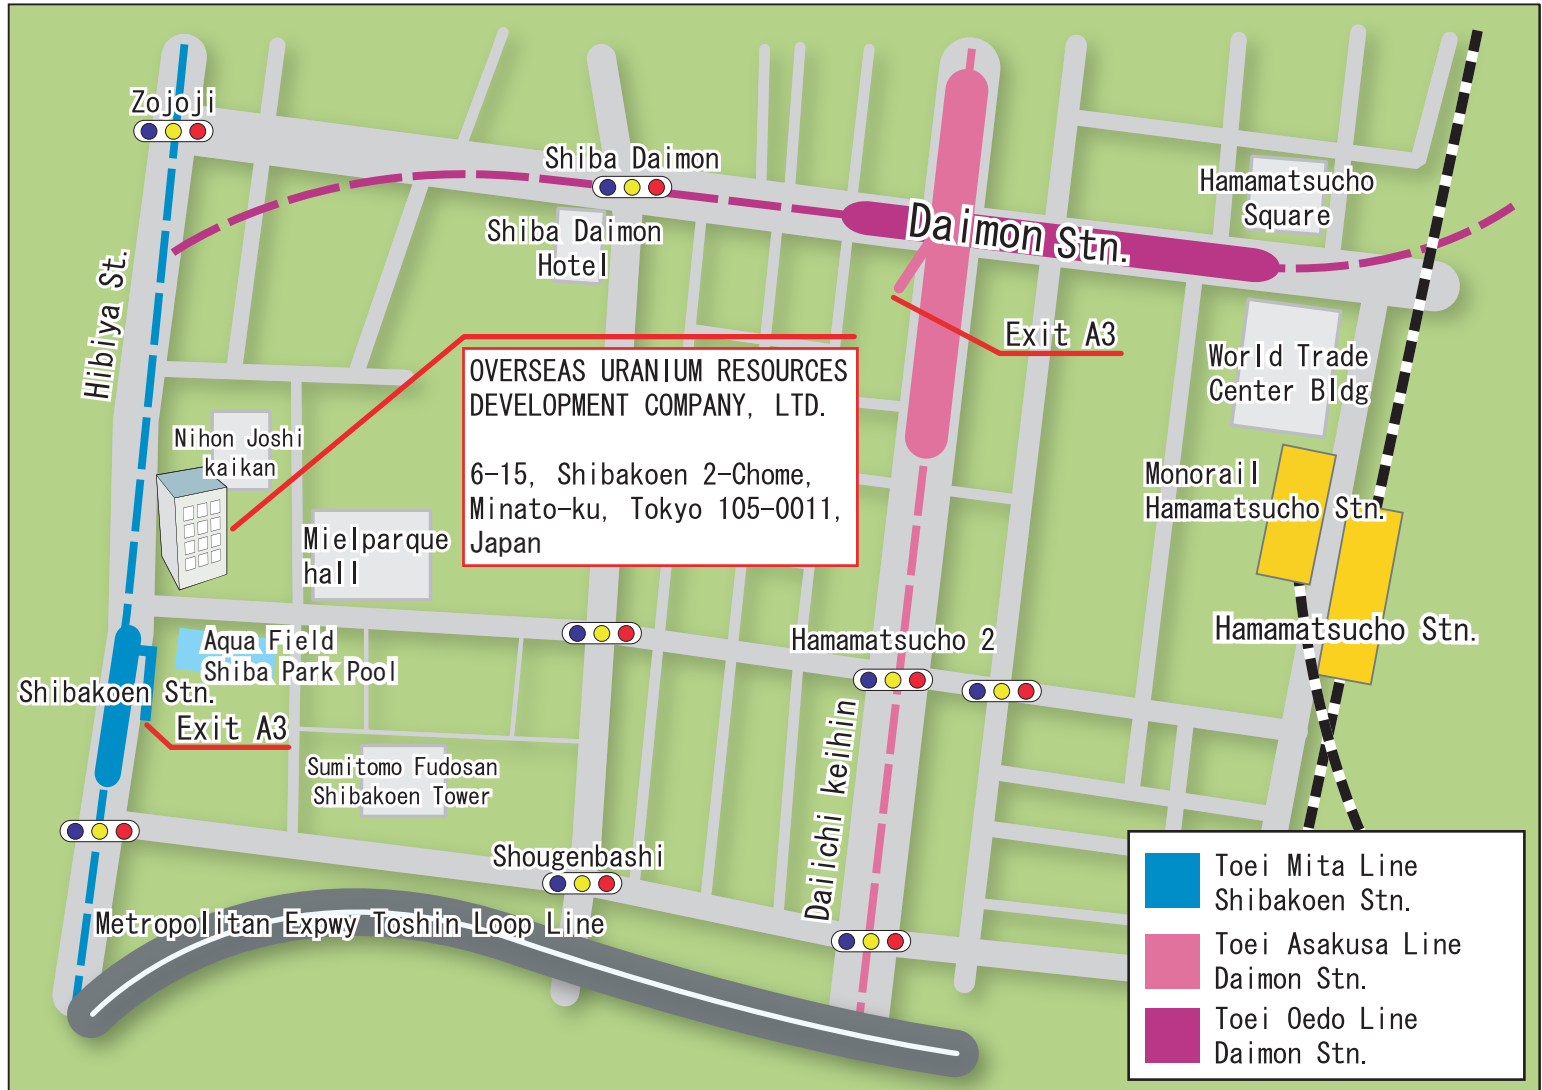 Zojoji
Shiba Daimon
Hamamatsucho
Square
Shiba Daimon
Hotel
Daimon Stn.
Hibiya St.
Exit A3
World Trade
Center Bldg
OVERSEAS URANIUM RESOURCES
DEVELOPMENT COMPANY, LTD.
6-15, Shibakoen 2-Chome,
Minato-ku, Tokyo 105-0011,
Japan
Nihon Joshi
kaikan
Monorail
Hamamatsucho Stn.
Mielparque
hall
Aqua Field
Shiba Park Pool
Hamamatsucho 2
Hamamatsucho Stn.
Shibakoen Stn.
Exit A3
Sumitomo Fudosan
Shibakoen Tower
Daiichi keihin
Shougenbashi
Metropolitan Expwy Toshin Loop Line
Toei Mita Line
Shibakoen Stn.
Toei Asakusa Line
Daimon Stn.
Toei Oedo Line
Daimon Stn.